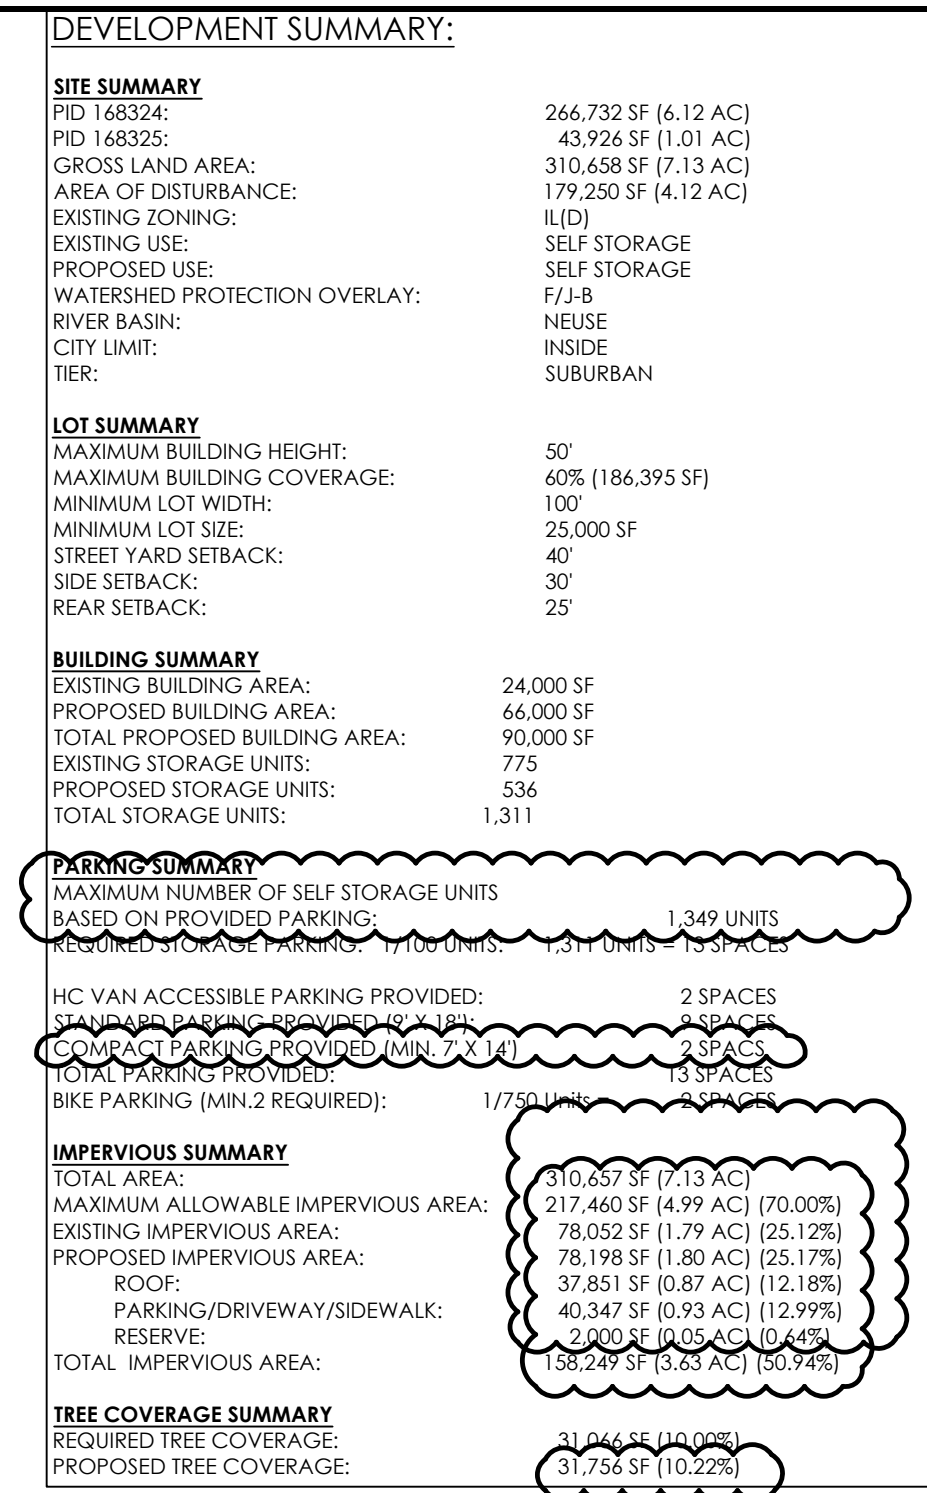 DEVELOPMENT SUMMARY:
SITE SUMMARY
PID 168324: 266,732 SF (6.12 AC)
PID 168325: 43,926 SF (1.01 AC)
GROSS LAND AREA: 310,658 SF (7.13 AC)
AREA OF DISTURBANCE: 179,250 SF (4.12 AC)
EXISTING ZONING: IL(D)
EXISTING USE: SELF STORAGE
PROPOSED USE: SELF STORAGE
WATERSHED PROTECTION OVERLAY: F/J-B
RIVER BASIN: NEUSE
CITY LIMIT: INSIDE
TIER: SUBURBAN
LOT SUMMARY
MAXIMUM BUILDING HEIGHT: 50'
MAXIMUM BUILDING COVERAGE: 60% (186,395 SF)
MINIMUM LOT WIDTH: 100'
MINIMUM LOT SIZE: 25,000 SF
STREET YARD SETBACK: 40'
SIDE SETBACK: 30'
REAR SETBACK: 25'
BUILDING SUMMARY
EXISTING BUILDING AREA: 24,000 SF
PROPOSED BUILDING AREA: 66,000 SF
TOTAL PROPOSED BUILDING AREA: 90,000 SF
EXISTING STORAGE UNITS: 775
PROPOSED STORAGE UNITS: 536
TOTAL STORAGE UNITS: 1,311
PARKING SUMMARY
MAXIMUM NUMBER OF SELF STORAGE UNITS
BASED ON PROVIDED PARKING: 1,349 UNITS
REQUIRED STORAGE PARKING: 1/100 UNITS: 1,311 UNITS = 13 SPACES
HC VAN ACCESSIBLE PARKING PROVIDED: 2 SPACES
STANDARD PARKING PROVIDED (9' X 18'): 9 SPACES
COMPACT PARKING PROVIDED (MIN. 7' X 14') 2 SPACS
TOTAL PARKING PROVIDED: 13 SPACES
BIKE PARKING (MIN.2 REQUIRED): 1/750 Units = 2 SPACES
IMPERVIOUS SUMMARY
TOTAL AREA: 310,657 SF (7.13 AC)
MAXIMUM ALLOWABLE IMPERVIOUS AREA: 217,460 SF (4.99 AC) (70.00%)
EXISTING IMPERVIOUS AREA: 78,052 SF (1.79 AC) (25.12%)
PROPOSED IMPERVIOUS AREA: 78,198 SF (1.80 AC) (25.17%)
ROOF: 37,851 SF (0.87 AC) (12.18%)
PARKING/DRIVEWAY/SIDEWALK: 40,347 SF (0.93 AC) (12.99%)
RESERVE: 2,000 SF (0.05 AC) (0.64%)
TOTAL IMPERVIOUS AREA: 158,249 SF (3.63 AC) (50.94%)
TREE COVERAGE SUMMARY
REQUIRED TREE COVERAGE: 31,066 SF (10.00%)
PROPOSED TREE COVERAGE: 31,756 SF (10.22%)